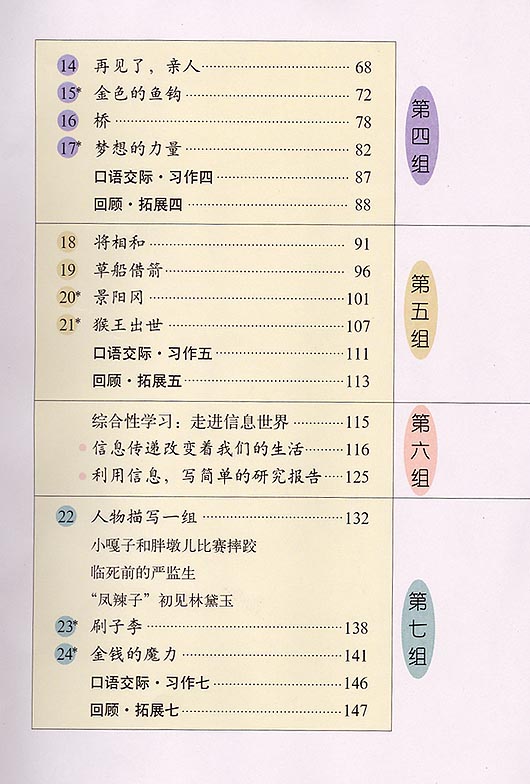 第四组
14 再见了，亲人 68
15* 金色的鱼钩 72
16 桥 78
17* 梦想的力量 82
口语交际·习作四 87
回顾·拓展四 88
第五组
18 将相和 91
19 草船借箭 96
20* 景阳冈 101
21* 猴王出世 107
口语交际·习作五 111
回顾·拓展五 113
第六组
综合性学习：走进信息世界 115
信息传递改变着我们的生活 116
利用信息，写简单的研究报告 125
第七组
22 人物描写一组 132
小嘎子和胖墩儿比赛摔跤
临死前的严监生
“凤辣子”初见林黛玉
23* 刷子李 138
24* 金钱的魔力 141
口语交际·习作七 146
回顾·拓展七 147